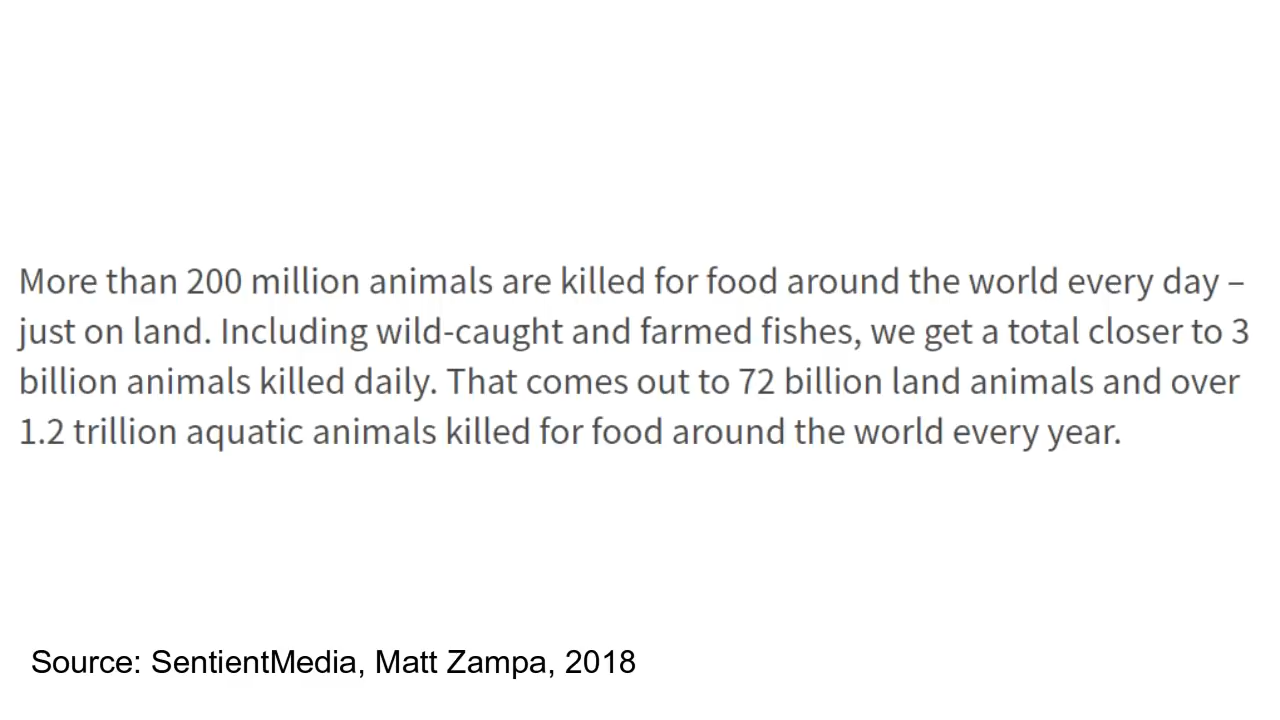 More than 200 million animals are killed for food around the world every day –
just on land. Including wild-caught and farmed fishes, we get a total closer to 3
billion animals killed daily. That comes out to 72 billion land animals and over
1.2 trillion aquatic animals killed for food around the world every year.
Source: SentientMedia, Matt Zampa, 2018